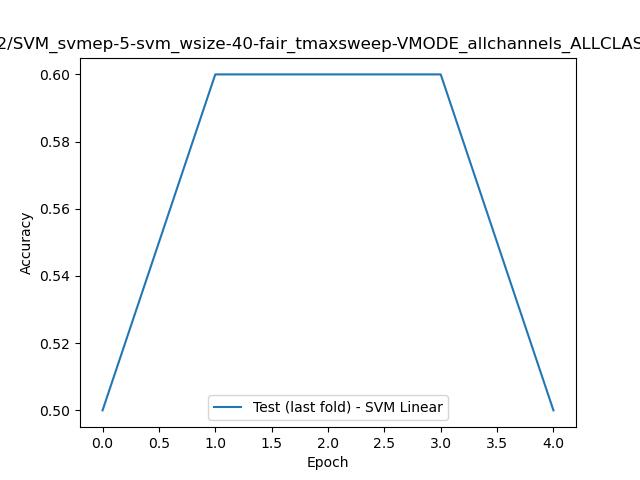 2/SVM_svmep-5-svm_wsize-40-fair_tmaxsweep-VMODE_allchannels_ALLCLAS
0.60
0.58
0.56
0.54
0.52
0.50
Accuracy
Test (last fold) - SVM Linear
0.0 0.5 1.0 1.5 2.0 2.5 3.0 3.5 4.0
Epoch